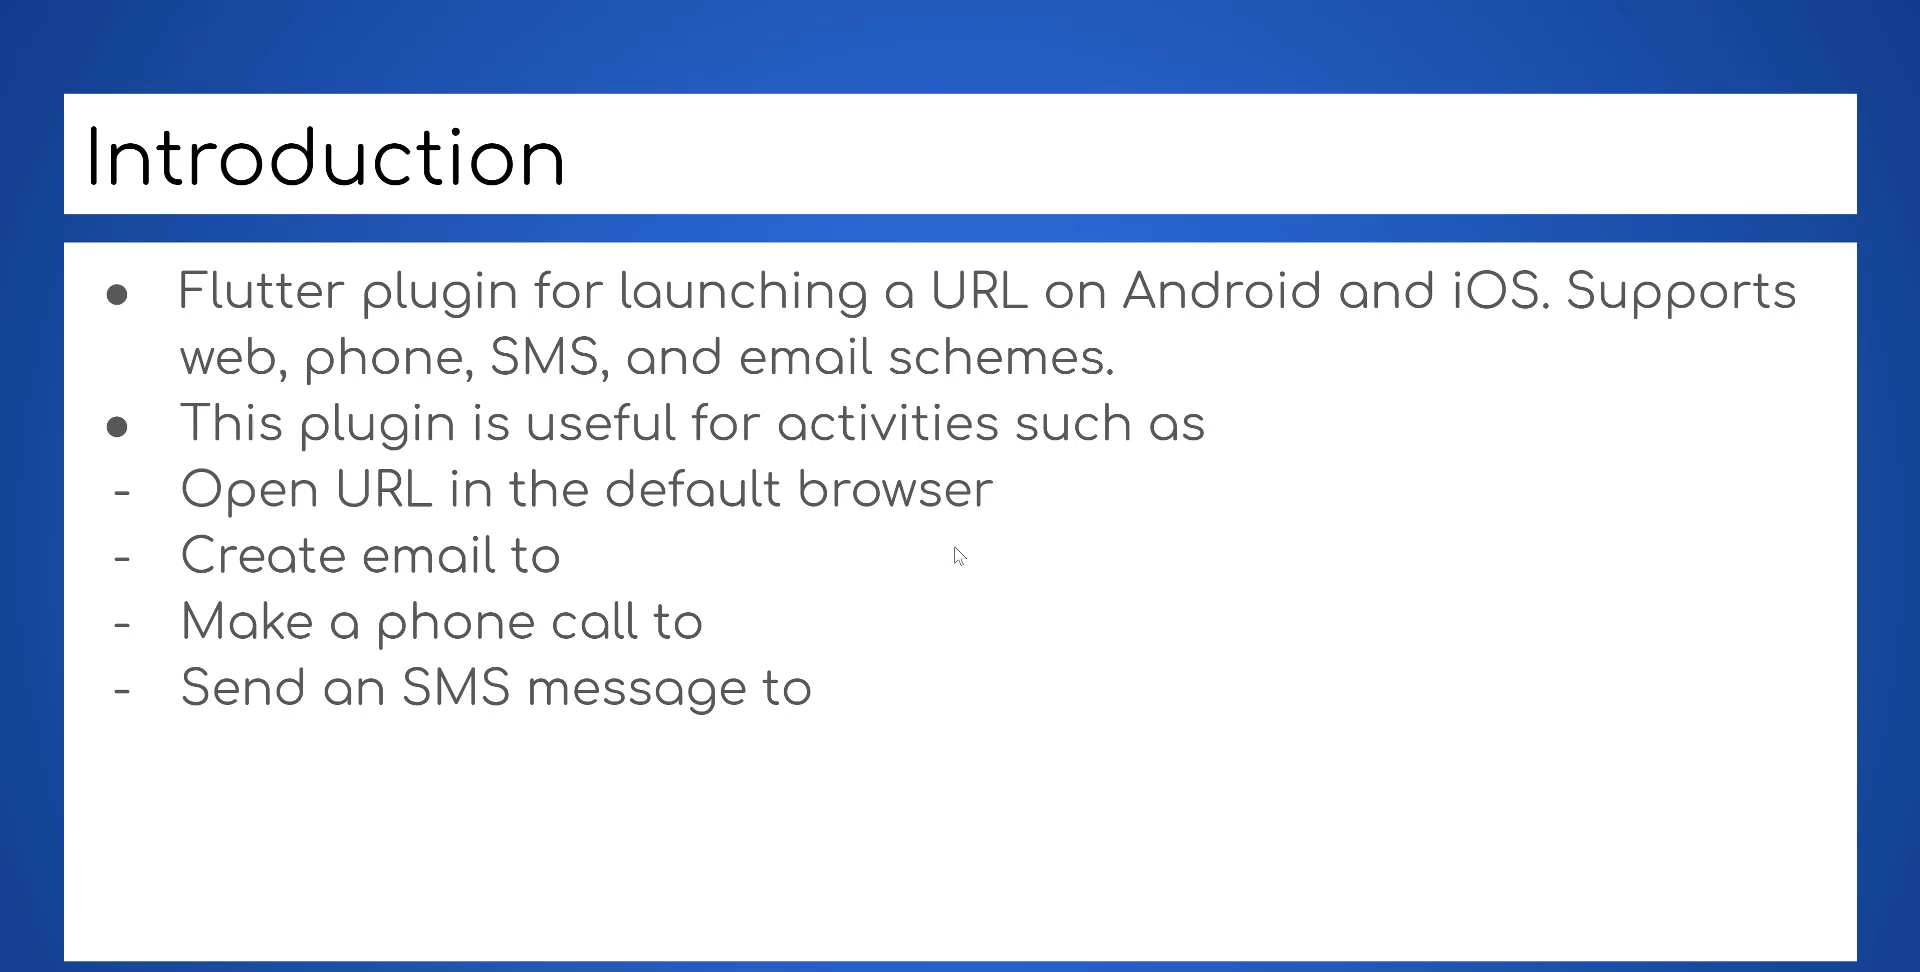 Introduction
● Flutter plugin for launching a URL on Android and iOS. Supports
web, phone, SMS, and email schemes.
● This plugin is useful for activities such as
- Open URL in the default browser
- Create email to
- Make a phone call to
- Send an SMS message to